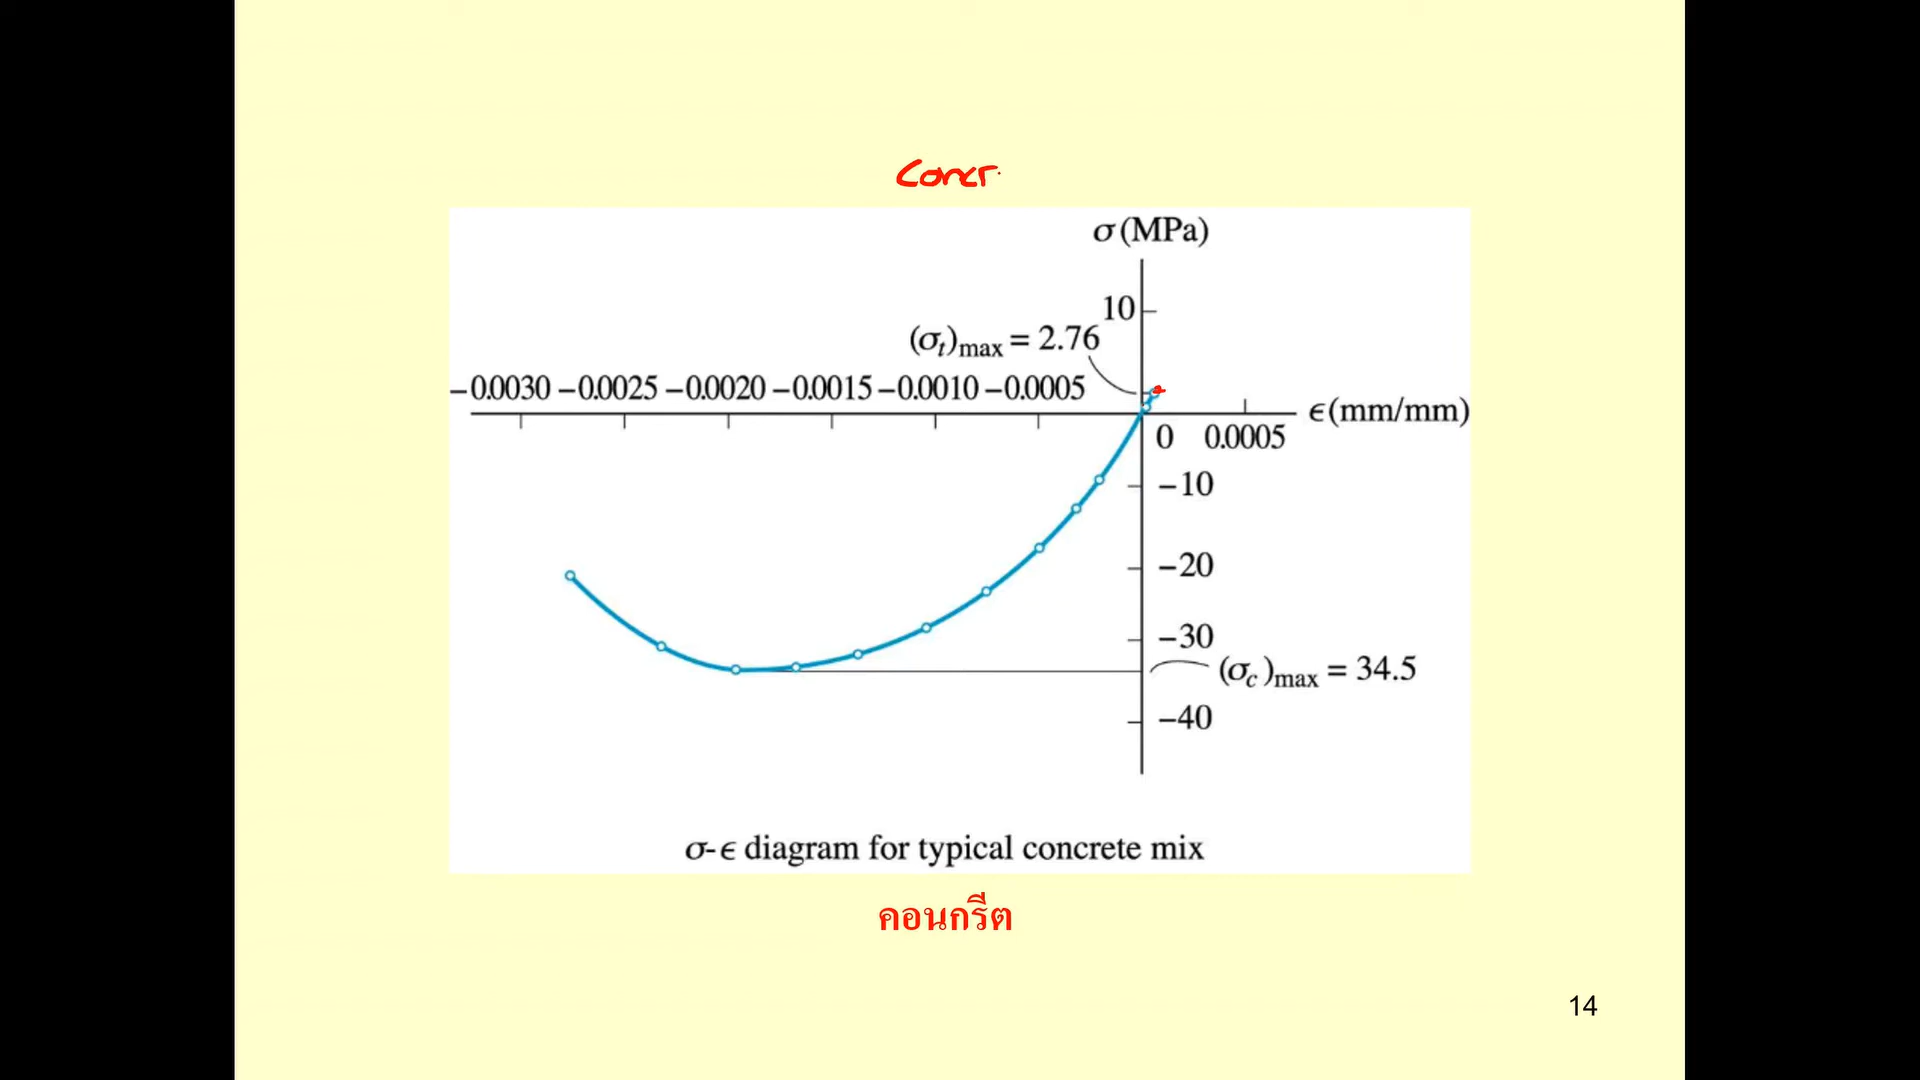 Concr.
σ (MPa)
10
(σt)max = 2.76
−0.0030 −0.0025 −0.0020 −0.0015 −0.0010 −0.0005
ϵ (mm/mm)
0 0.0005
−10
−20
−30
(σc)max = 34.5
−40
σ-ϵ diagram for typical concrete mix
คอนกรีต
14